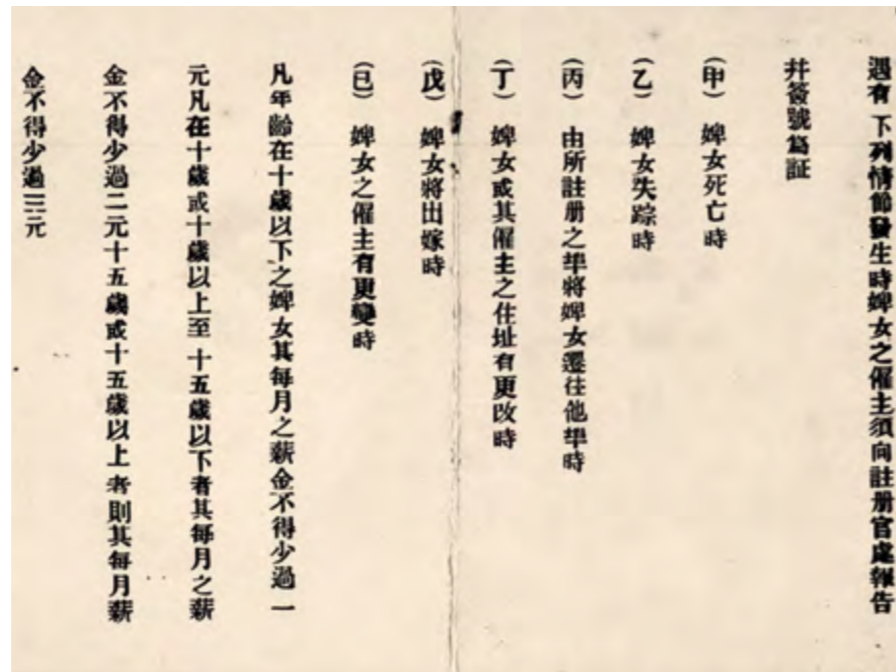 遇有下列情節發生時婢女之僱主須向註册官處報告
幷簽號爲証
(甲) 婢女死亡時
(乙) 婢女失踪時
(丙) 由所註册之埠將婢女遷往他埠時
(丁) 婢女或其僱主之住址有更改時
(戊) 婢女將出嫁時
(己) 婢女之僱主有更變時
凡年齡在十歲以下之婢女其每月之薪金不得少過一
元凡在十歲或十歲以上至十五歲以下者其每月之薪
金不得少過二元十五歲或十五歲以上者則其每月薪
金不得少過三元